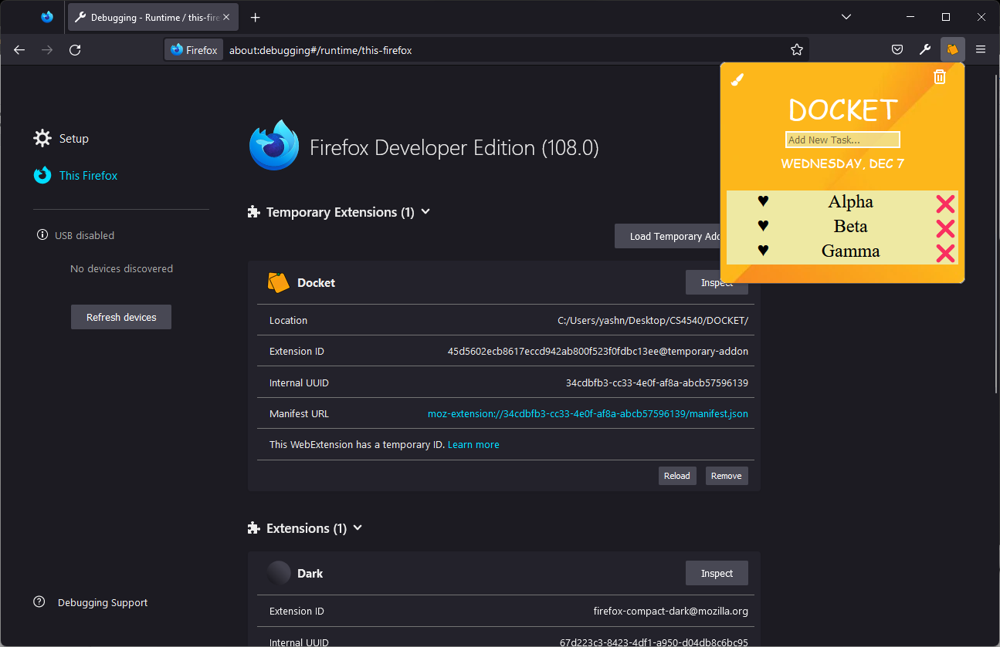 Debugging - Runtime / this-fire
Firefox
about:debugging#/runtime/this-firefox
DOCKET
Add New Task...
WEDNESDAY, DEC 7
♥ Alpha
♥ Beta
♥ Gamma
Setup
This Firefox
USB disabled
No devices discovered
Refresh devices
Debugging Support
Firefox Developer Edition (108.0)
Temporary Extensions (1)
Load Temporary Add
Docket
Inspect
Location C:/Users/yashn/Desktop/CS4540/DOCKET/
Extension ID 45d5602ecb8617eccd942ab800f523f0fdbc13ee@temporary-addon
Internal UUID 34cdbfb3-cc33-4e0f-af8a-abcb57596139
Manifest URL moz-extension://34cdbfb3-cc33-4e0f-af8a-abcb57596139/manifest.json
This WebExtension has a temporary ID. Learn more
Reload Remove
Extensions (1)
Dark Inspect
Extension ID firefox-compact-dark@mozilla.org
Internal UUID 67d223c3-8423-4df1-a950-d04db8c6bc95